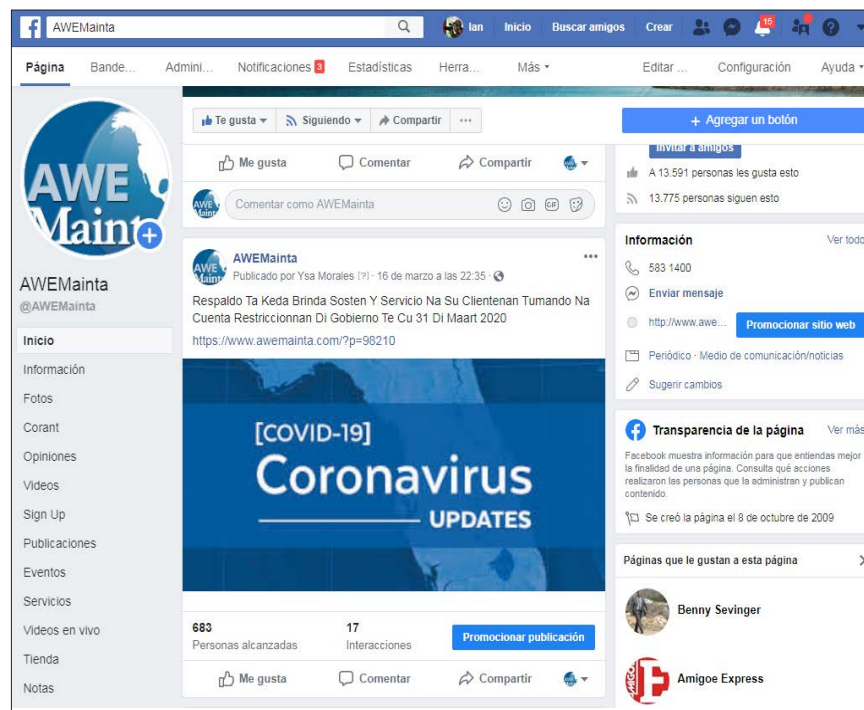 AWEMainta
Ian Inicio Buscar amigos Crear 15
Página Bande... Admini... Notificaciones 3 Estadísticas Herra... Más Editar ... Configuración Ayuda
Te gusta Siguiendo Compartir ...
+ Agregar un botón
AWE
Mainta
AWEMainta
@AWEMainta
Inicio
Información
Fotos
Corant
Opiniones
Videos
Sign Up
Publicaciones
Eventos
Servicios
Videos en vivo
Tienda
Notas
Me gusta Comentar Compartir
Comentar como AWEMainta GIF
AWEMainta
Publicado por Ysa Morales [?] · 16 de marzo a las 22:35 ·
Respaldo Ta Keda Brinda Sosten Y Servicio Na Su Clientenan Tumando Na
Cuenta Restriccionnan Di Gobierno Te Cu 31 Di Maart 2020
https://www.awemainta.com/?p=98210
[COVID-19]
Coronavirus
UPDATES
683 17
Personas alcanzadas Interacciones
Promocionar publicación
Me gusta Comentar Compartir
Invitar a amigos
A 13.591 personas les gusta esto
13.775 personas siguen esto
Información Ver todo
583 1400
Enviar mensaje
http://www.awe... Promocionar sitio web
Periódico · Medio de comunicación/noticias
Sugerir cambios
Transparencia de la página Ver más
Facebook muestra información para que entiendas mejor
la finalidad de una página. Consulta qué acciones
realizaron las personas que la administran y publican
contenido.
Se creó la página el 8 de octubre de 2009
Páginas que le gustan a esta página
Benny Sevinger
Amigoe Express